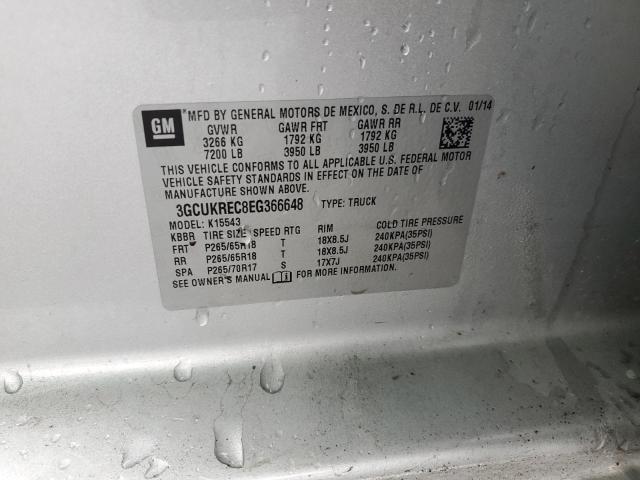 GM
MFD BY GENERAL MOTORS DE MEXICO, S. DE R.L. DE C.V. 01/14
GVWR GAWR FRT GAWR RR
3266 KG 1792 KG 1792 KG
7200 LB 3950 LB 3950 LB
THIS VEHICLE CONFORMS TO ALL APPLICABLE U.S. FEDERAL MOTOR
VEHICLE SAFETY STANDARDS IN EFFECT ON THE DATE OF
MANUFACTURE SHOWN ABOVE.
3GCUKREC8EG366648 TYPE: TRUCK
MODEL: K15543
KBBR TIRE SIZE SPEED RTG RIM COLD TIRE PRESSURE
FRT P265/65R18 T 18X8.5J 240KPA(35PSI)
RR P265/65R18 T 18X8.5J 240KPA(35PSI)
SPA P265/70R17 S 17X7J 240KPA(35PSI)
SEE OWNER'S MANUAL FOR MORE INFORMATION.